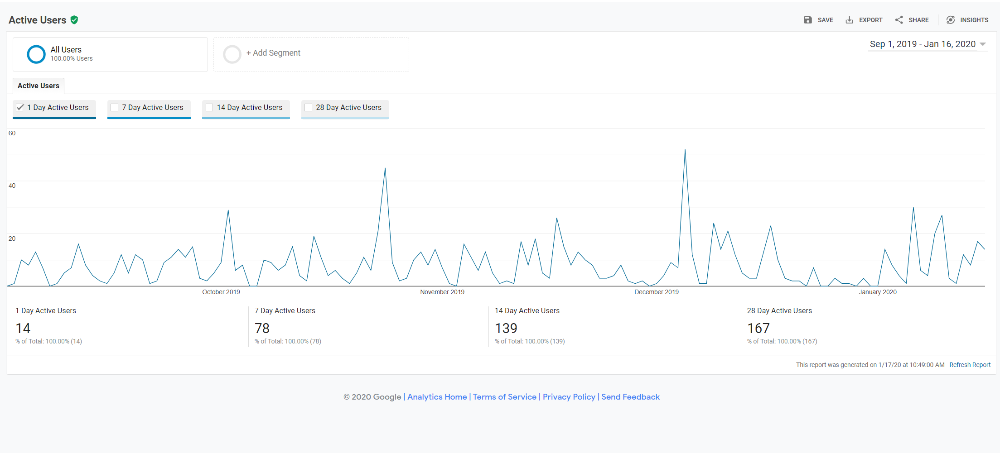 Active Users
SAVE EXPORT SHARE INSIGHTS
All Users
100.00% Users
+ Add Segment
Sep 1, 2019 - Jan 16, 2020
Active Users
1 Day Active Users 7 Day Active Users 14 Day Active Users 28 Day Active Users
60
40
20
October 2019 November 2019 December 2019 January 2020
1 Day Active Users
14
% of Total: 100.00% (14)
7 Day Active Users
78
% of Total: 100.00% (78)
14 Day Active Users
139
% of Total: 100.00% (139)
28 Day Active Users
167
% of Total: 100.00% (167)
This report was generated on 1/17/20 at 10:49:00 AM - Refresh Report
© 2020 Google | Analytics Home | Terms of Service | Privacy Policy | Send Feedback